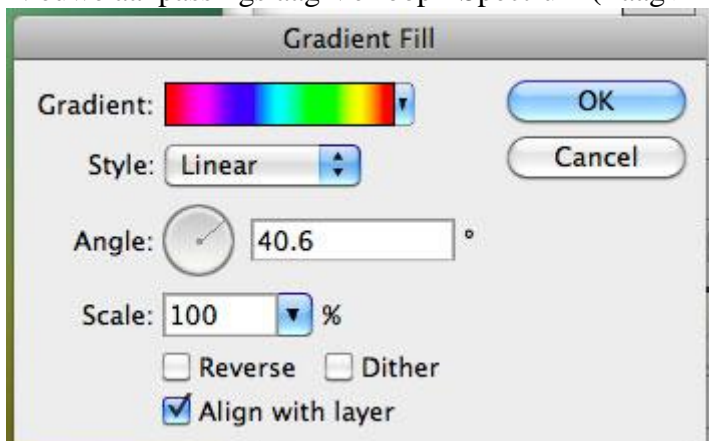 Gradient Fill
Gradient:
OK
Style: Linear
Cancel
Angle: 40.6 °
Scale: 100 %
Reverse Dither
Align with layer